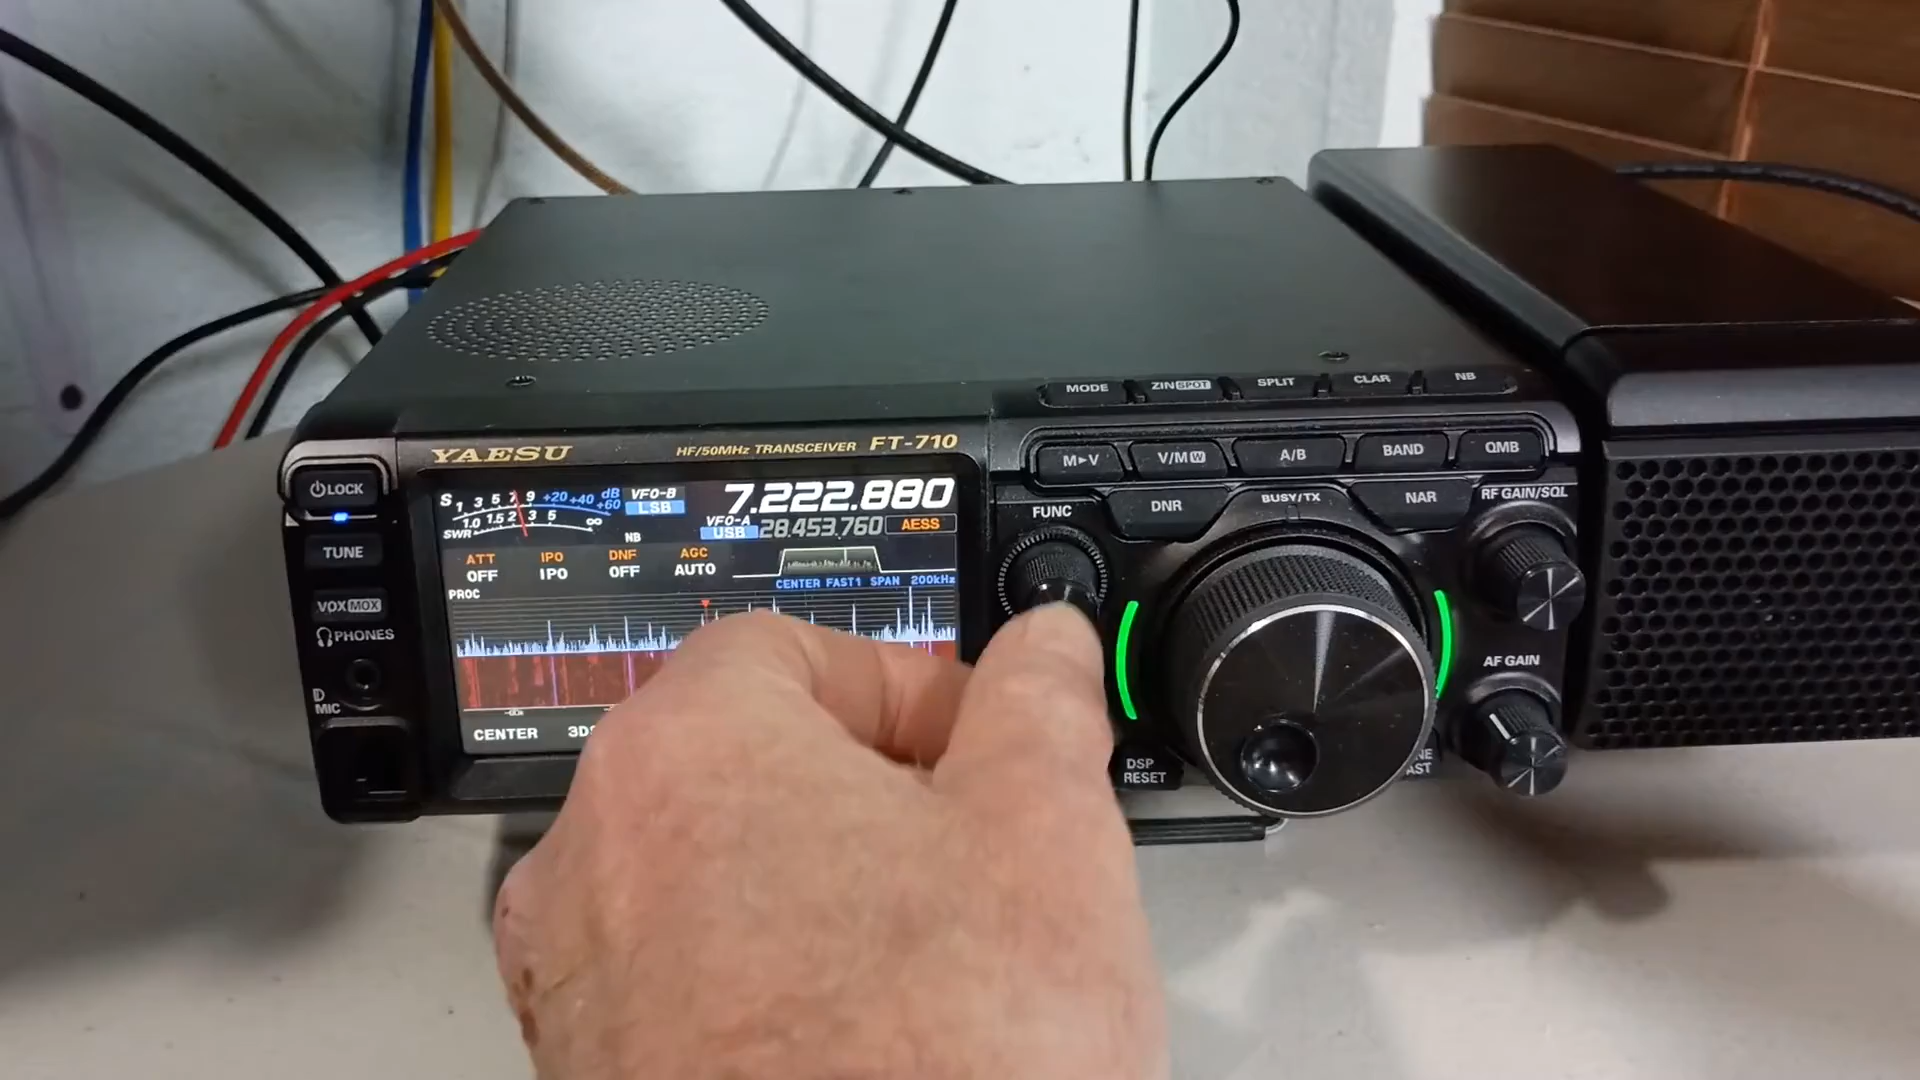 MODE ZIN SPOT SPLIT CLAR NB
YAESU HF/50MHz TRANSCEIVER FT-710
M►V V/M W A/B BAND QMB
LOCK
TUNE
VOX MOX
PHONES
MIC
S 1 3 5 7 9 +20 +40 +60 dB
SWR 1.0 1.5 2 3 5 ∞
VFO-B
LSB
7.222.880
VFO-A
USB
28.453.760
AESS
NB
ATT IPO DNF AGC
OFF IPO OFF AUTO
CENTER FAST1 SPAN 200kHz
PROC
CENTER
FUNC
DNR
BUSY/TX
NAR
RF GAIN/SQL
AF GAIN
DSP
RESET